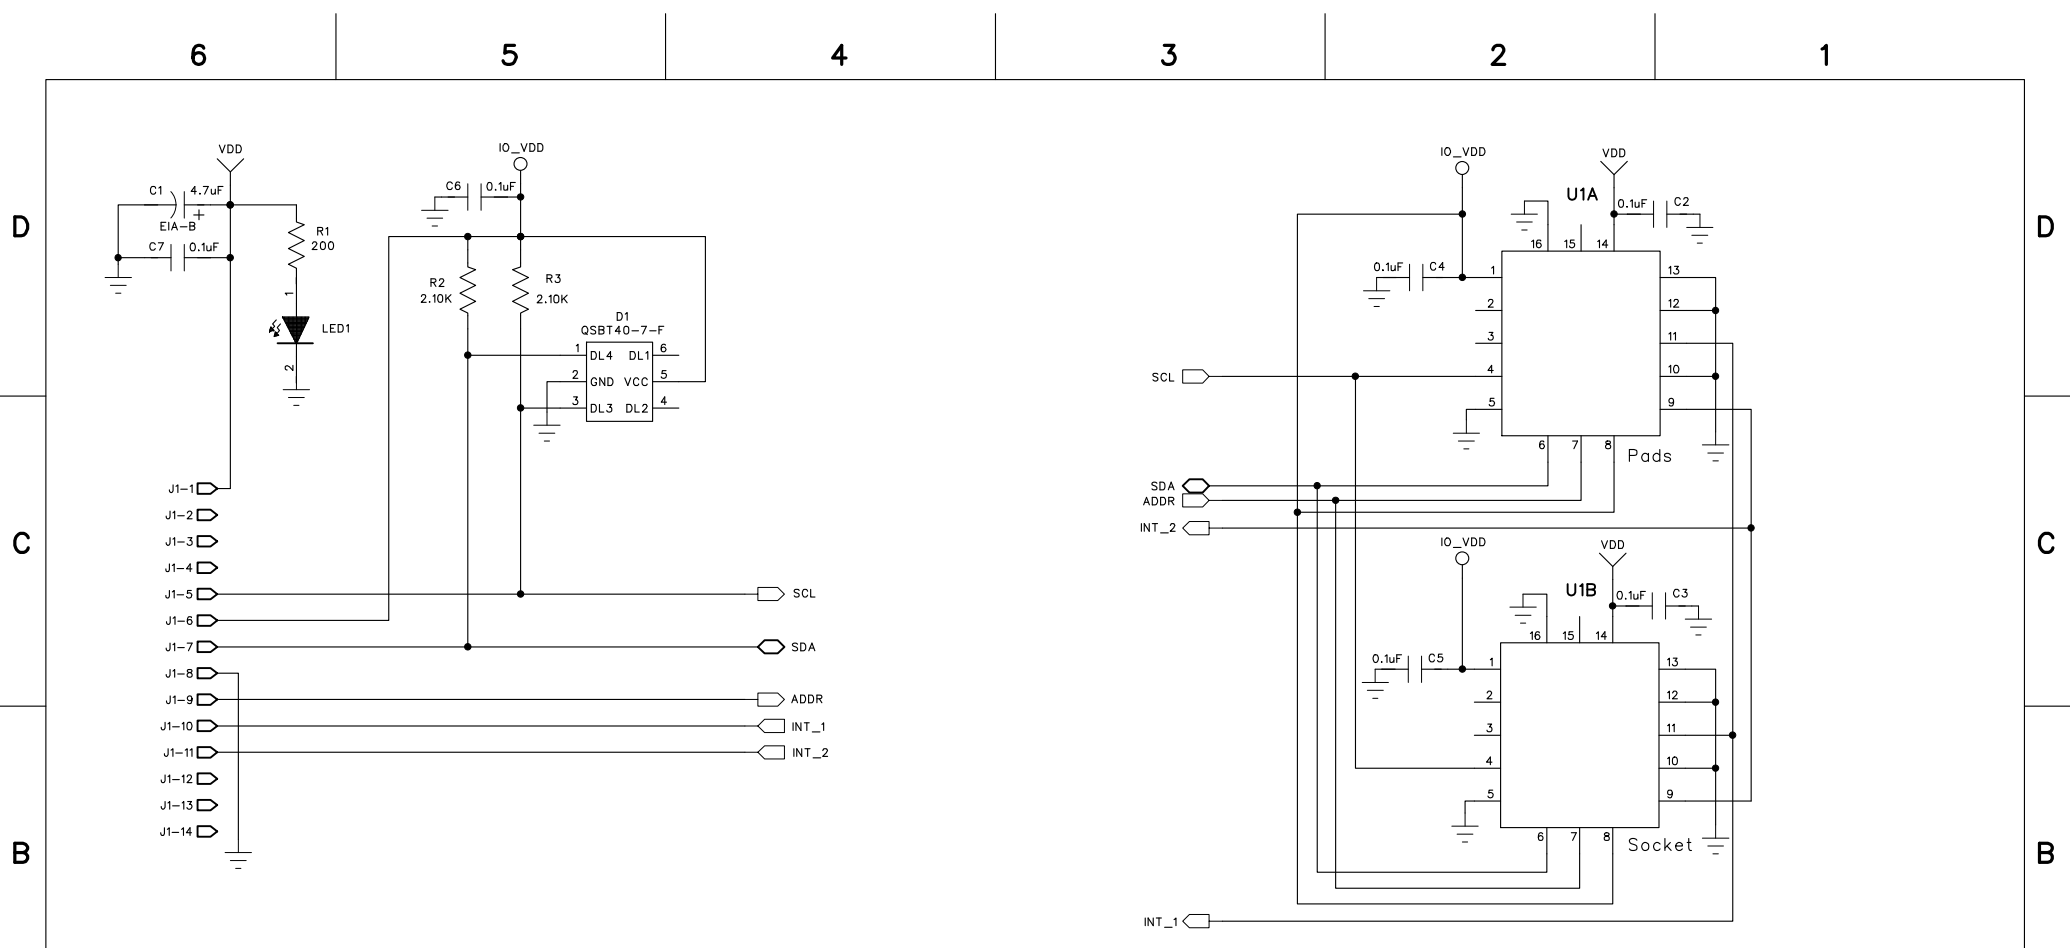 6 5 4 3 2 1
D
VDD
C1 4.7uF
+
EIA-B
C7 0.1uF
R1
200
1
LED1
2
IO_VDD
C6 0.1uF
R2
2.10K
R3
2.10K
D1
QSBT40-7-F
1 DL4 DL1 6
2 GND VCC 5
3 DL3 DL2 4
IO_VDD
VDD
U1A
0.1uF C2
16 15 14
0.1uF C4
1 13
2 12
3 11
4 10
5 9
6 7 8
Pads
SCL
D
C
J1-1
J1-2
J1-3
J1-4
J1-5
J1-6
J1-7
J1-8
J1-9
J1-10
J1-11
J1-12
J1-13
J1-14
SCL
SDA
ADDR
INT_1
INT_2
SDA
ADDR
INT_2
IO_VDD
VDD
U1B
0.1uF C3
16 15 14
0.1uF C5
1 13
2 12
3 11
4 10
5 9
6 7 8
Socket
INT_1
C
B
B